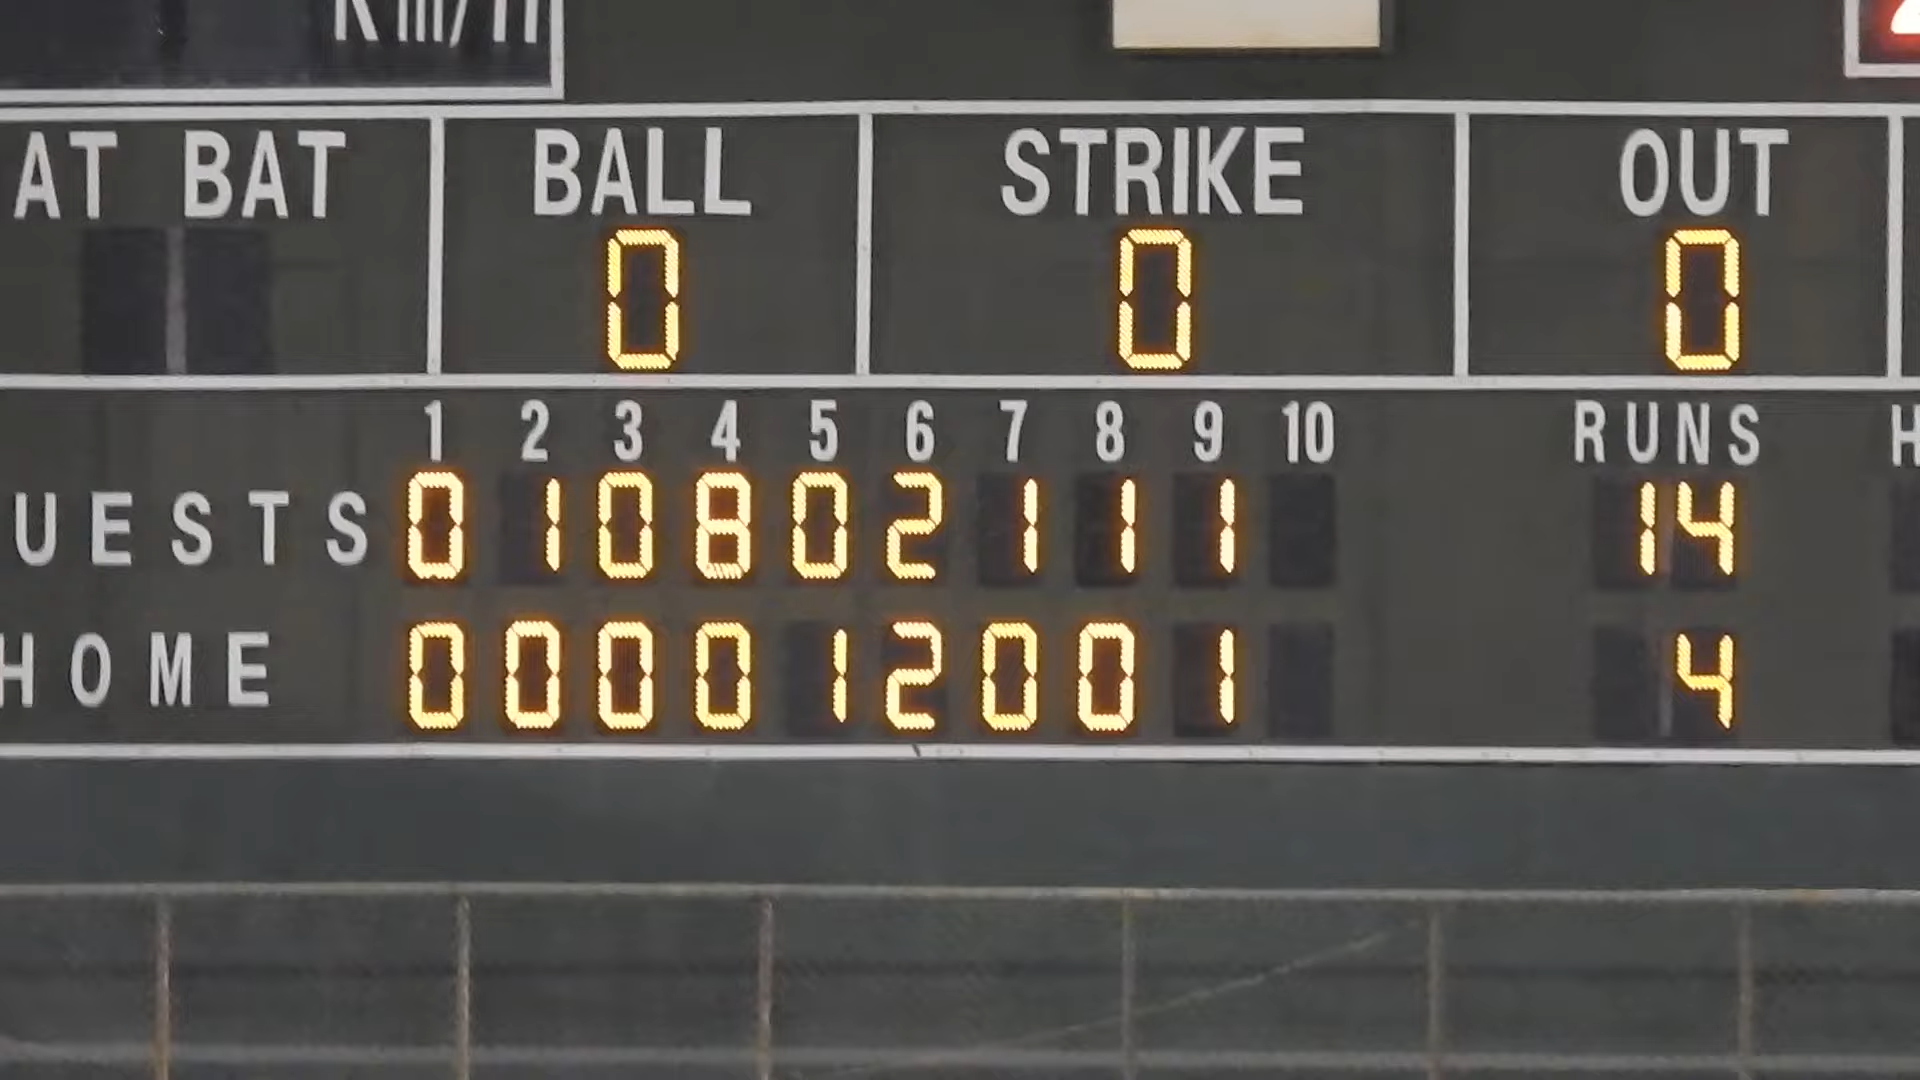 Km/h
AT BAT BALL STRIKE OUT
0 0 0
1 2 3 4 5 6 7 8 9 10 RUNS H
UESTS 0 1 0 8 0 2 1 1 1 14
HOME 0 0 0 0 1 2 0 0 1 4